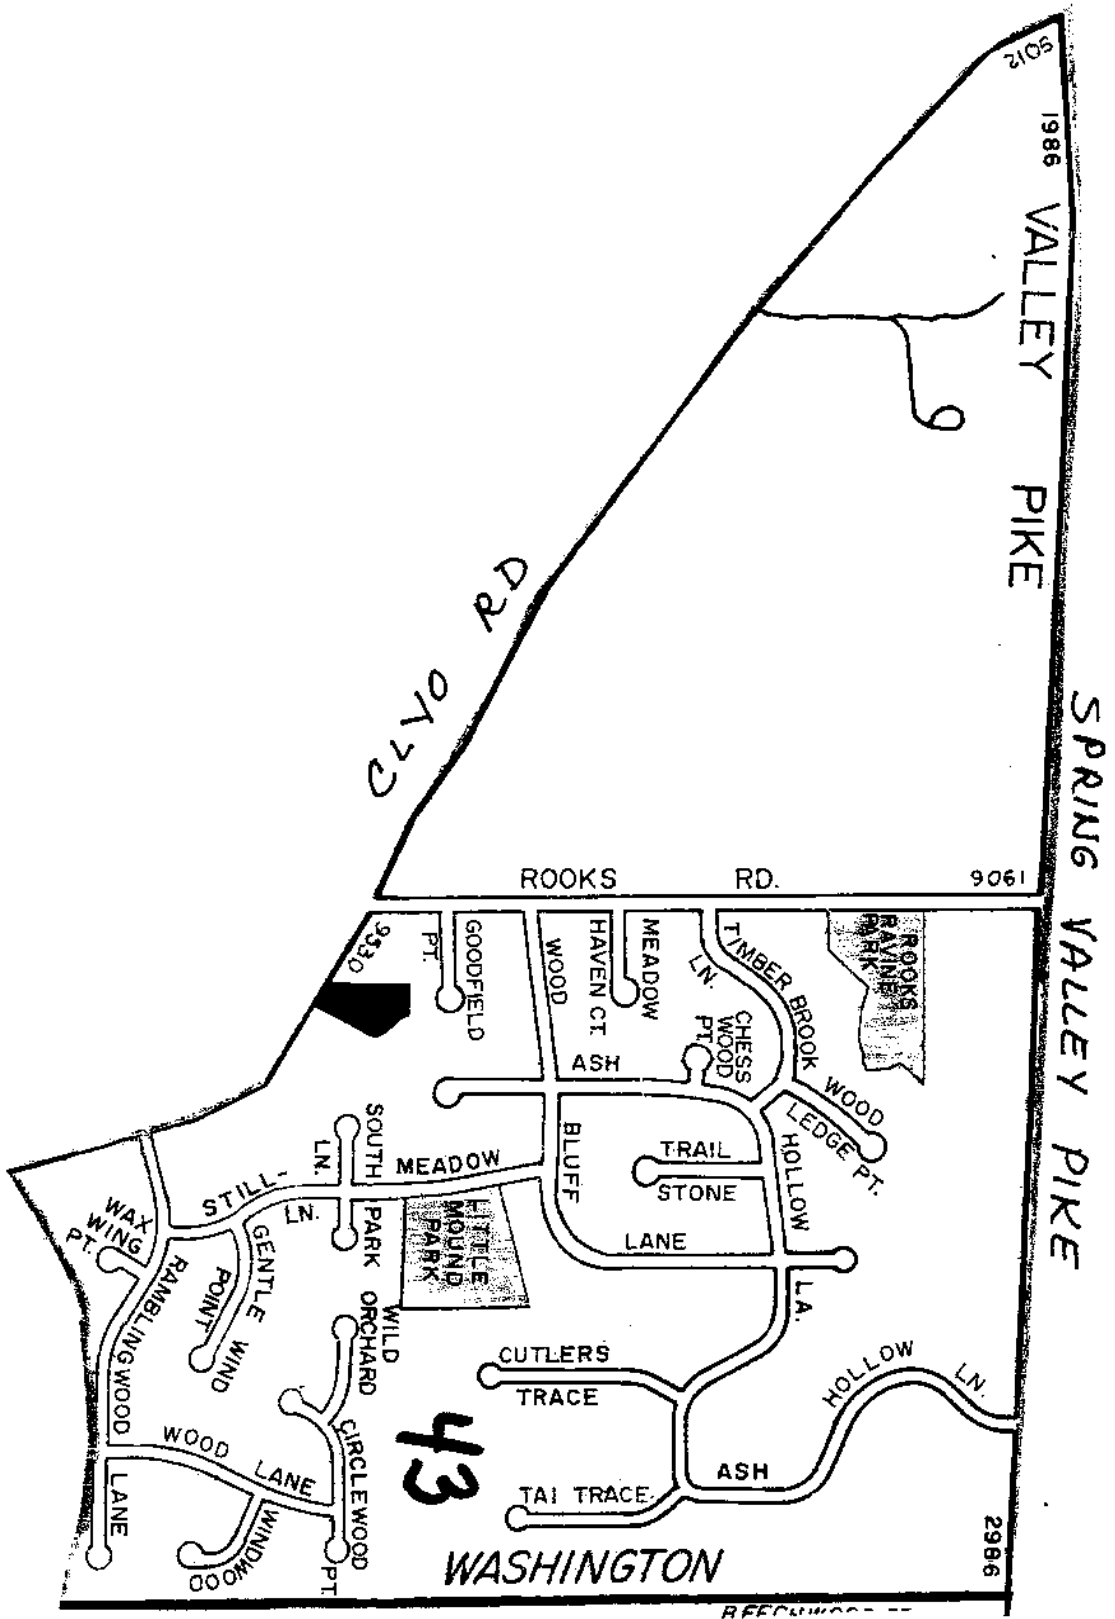 9012
1986
VALLEY PIKE
SPRING VALLEY PIKE
CLYO RD
ROOKS RD.
9061
9530
GOODFIELD
PT.
WOOD
MEADOW
HAVEN CT.
TIMBER BROOK
LN.
ROOKS
RAVINE
PARK
CHESS
WOOD
PT.
ASH
WOOD
LEDGE PT.
BLUFF
HOLLOW
TRAIL
STONE
SOUTH
LN.
MEADOW
STILL-
LN.
PARK
LITTLE
MOUND
PARK
LANE
LA.
WAX
WING
PT.
GENTLE WIND
POINT
RAMBLINGWOOD
LANE
WILD
ORCHARD
CUTLERS
TRACE
HOLLOW LN.
CIRCLEWOOD
PT.
WOOD LANE
WINDWOOD
43
ASH
TAI TRACE
2986
WASHINGTON